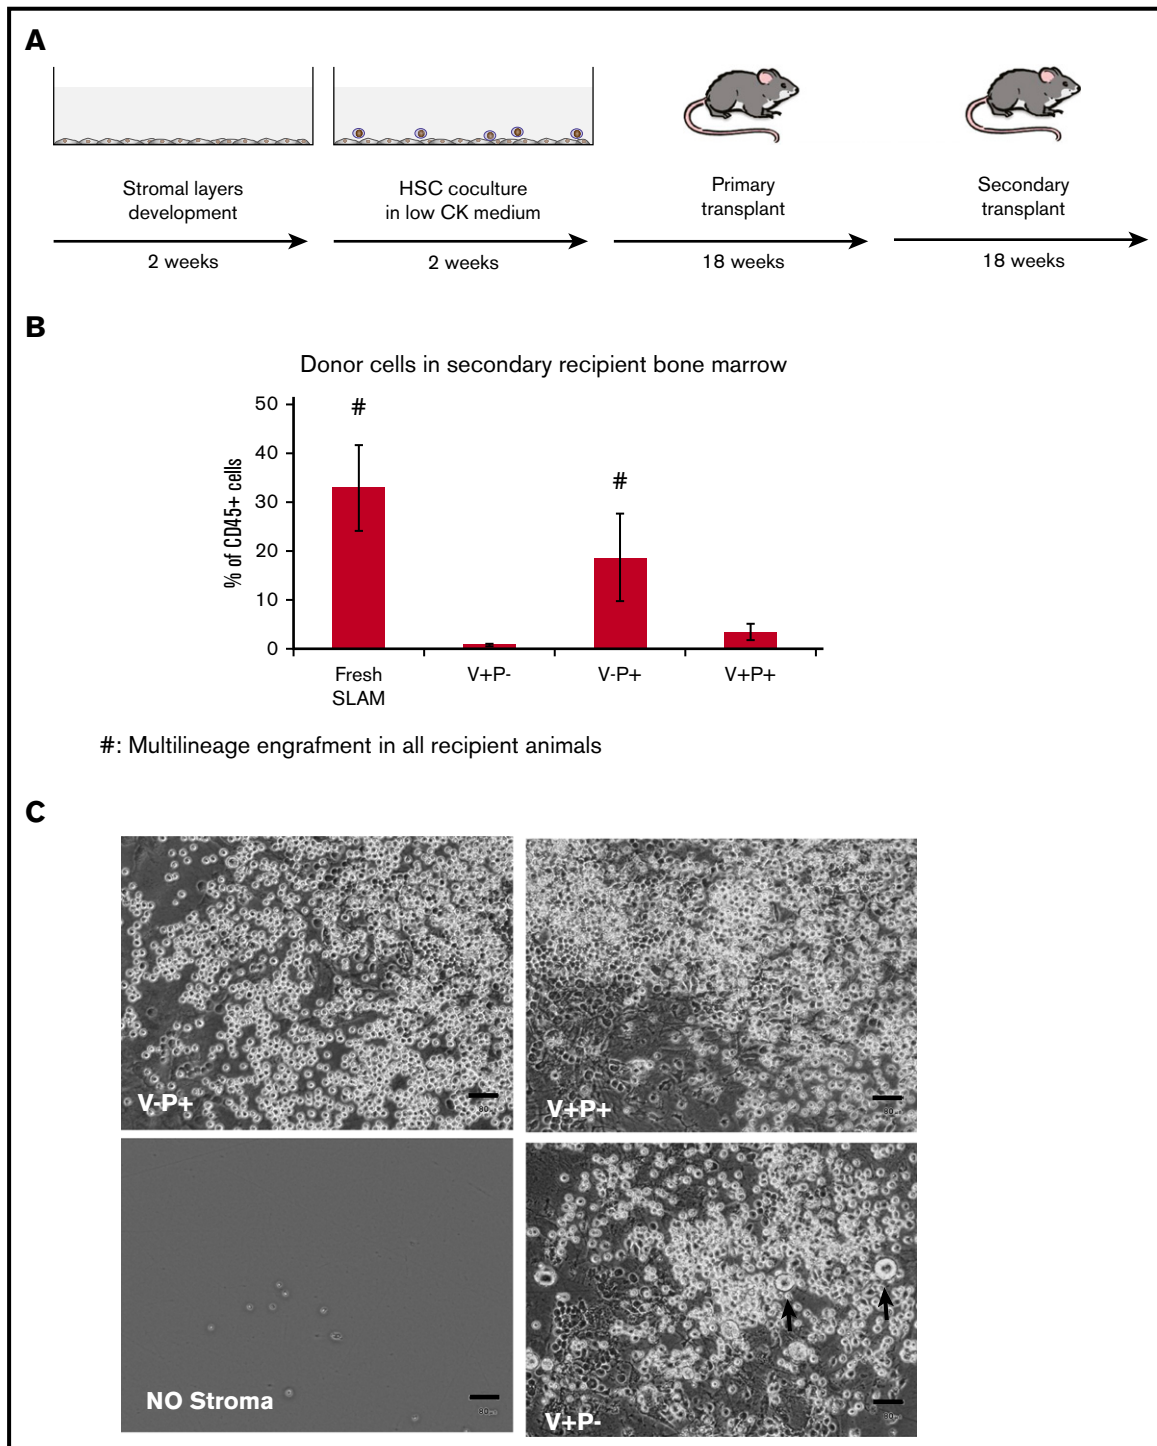 A
Stromal layers
development
2 weeks
HSC coculture
in low CK medium
2 weeks
Primary
transplant
18 weeks
Secondary
transplant
18 weeks
B
Donor cells in secondary recipient bone marrow
% of CD45+ cells
50
40
30
20
10
0
#
#
Fresh
SLAM
V+P-
V-P+
V+P+
#: Multilineage engrafment in all recipient animals
C
V-P+
V+P+
NO Stroma
V+P-